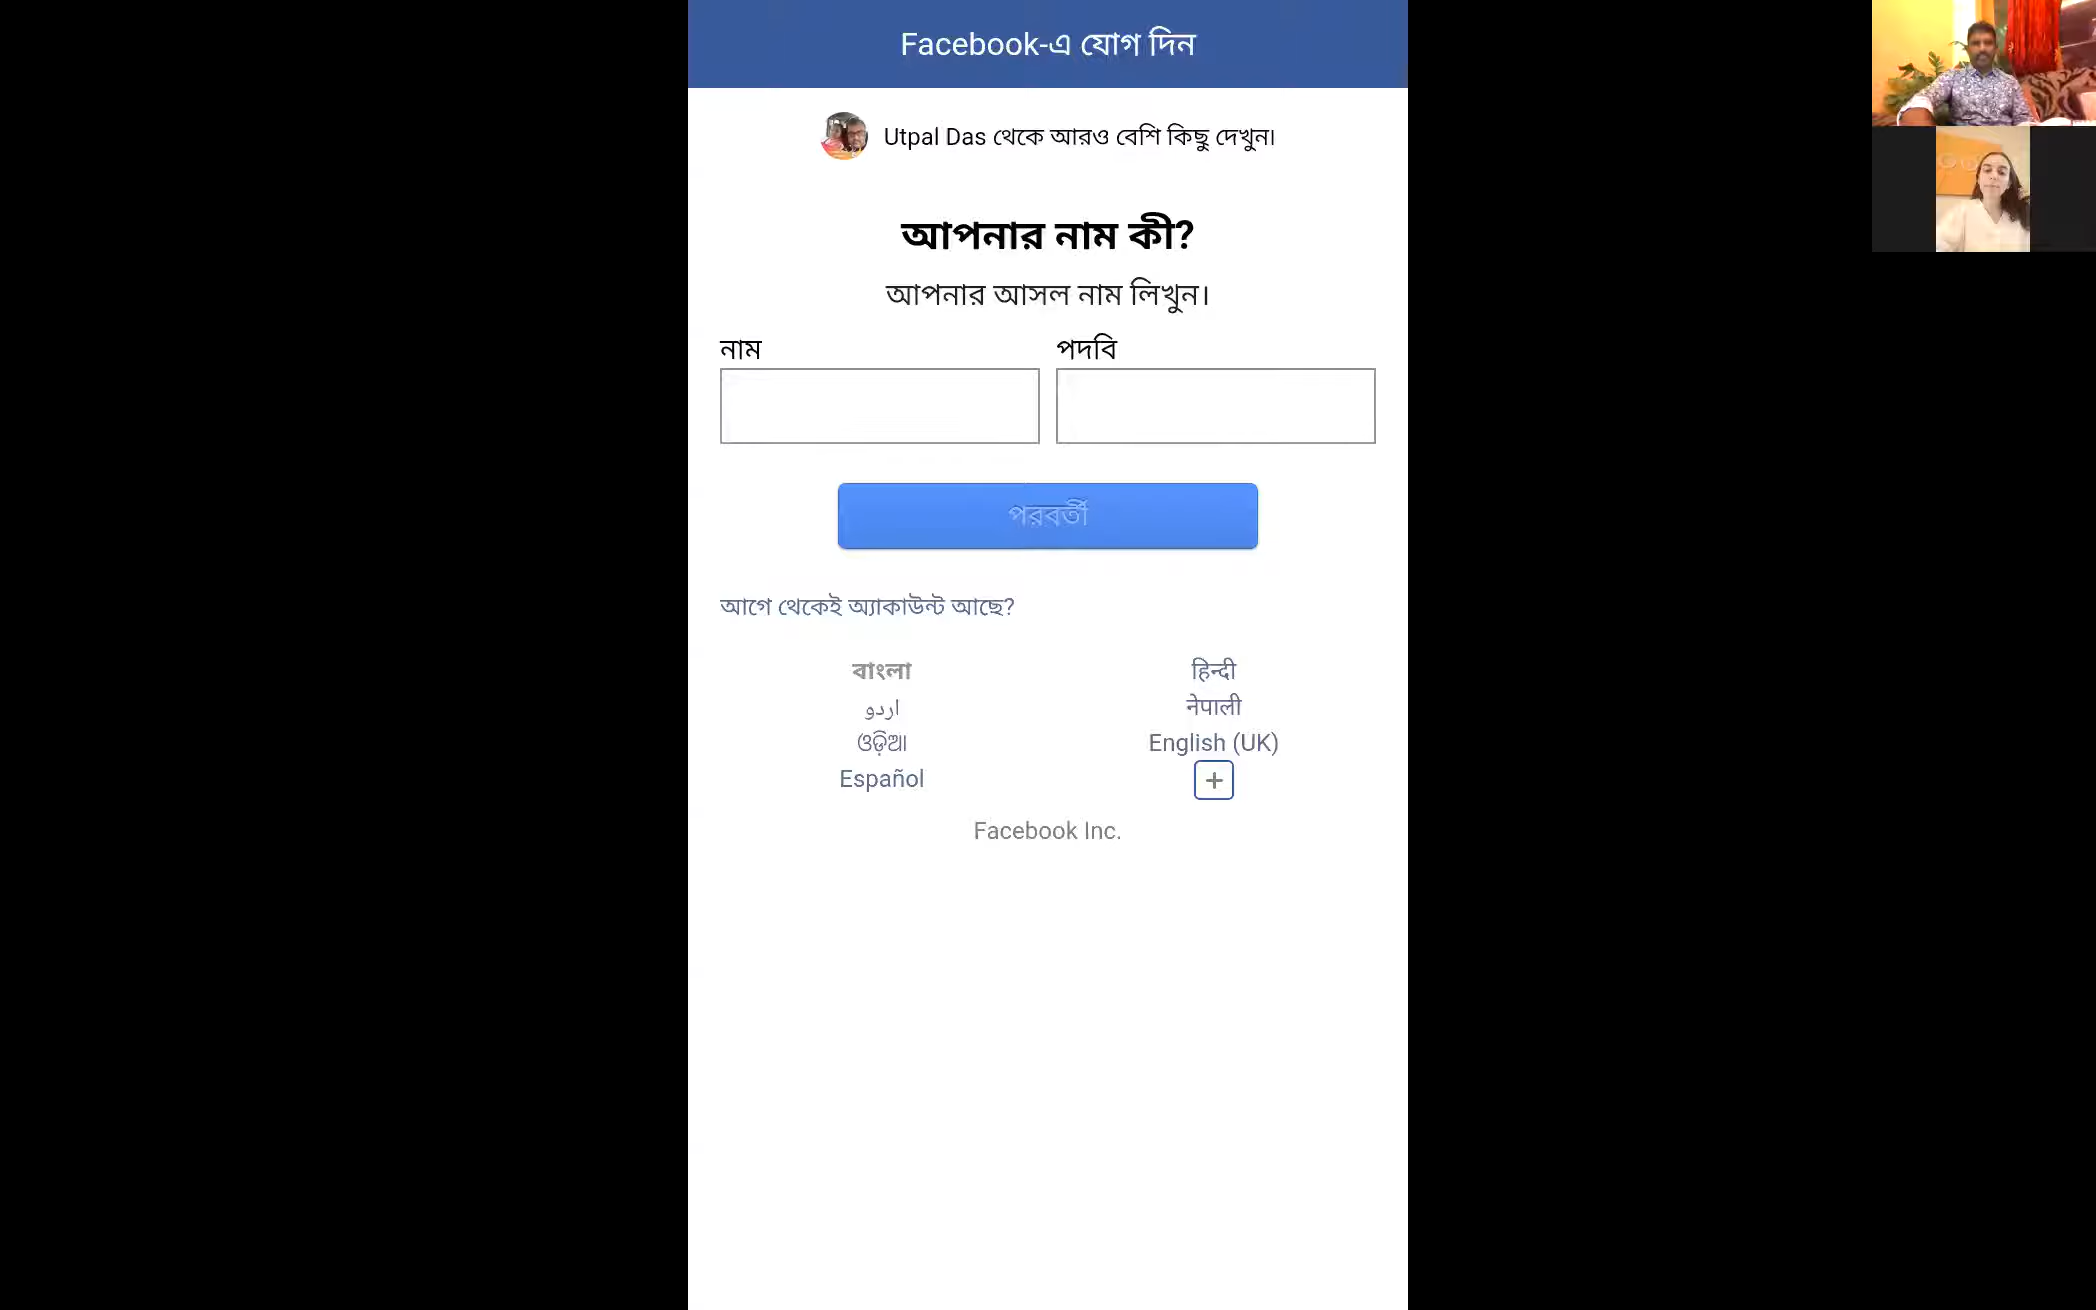 Facebook-এ যোগ দিন
Utpal Das থেকে আরও বেশি কিছু দেখুন।
আপনার নাম কী?
আপনার আসল নাম লিখুন।
নাম পদবি
পরবর্তী
আগে থেকেই অ্যাকাউন্ট আছে?
বাংলা हिन्दी
اردو नेपाली
ଓଡ଼ିଆ English (UK)
Español +
Facebook Inc.